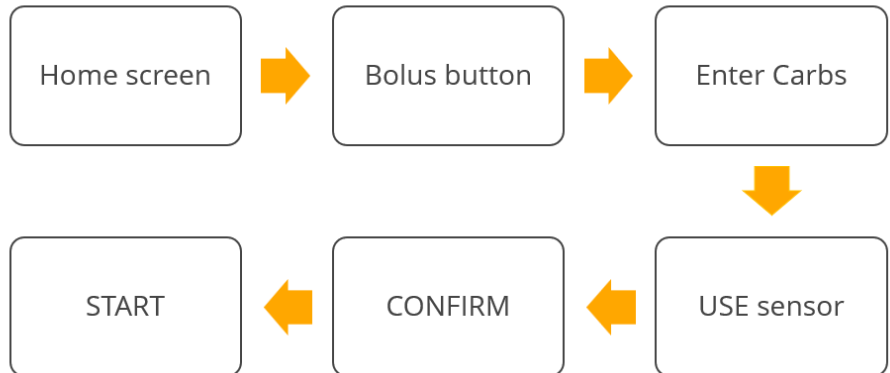 Home screen
Bolus button
Enter Carbs
USE sensor
CONFIRM
START